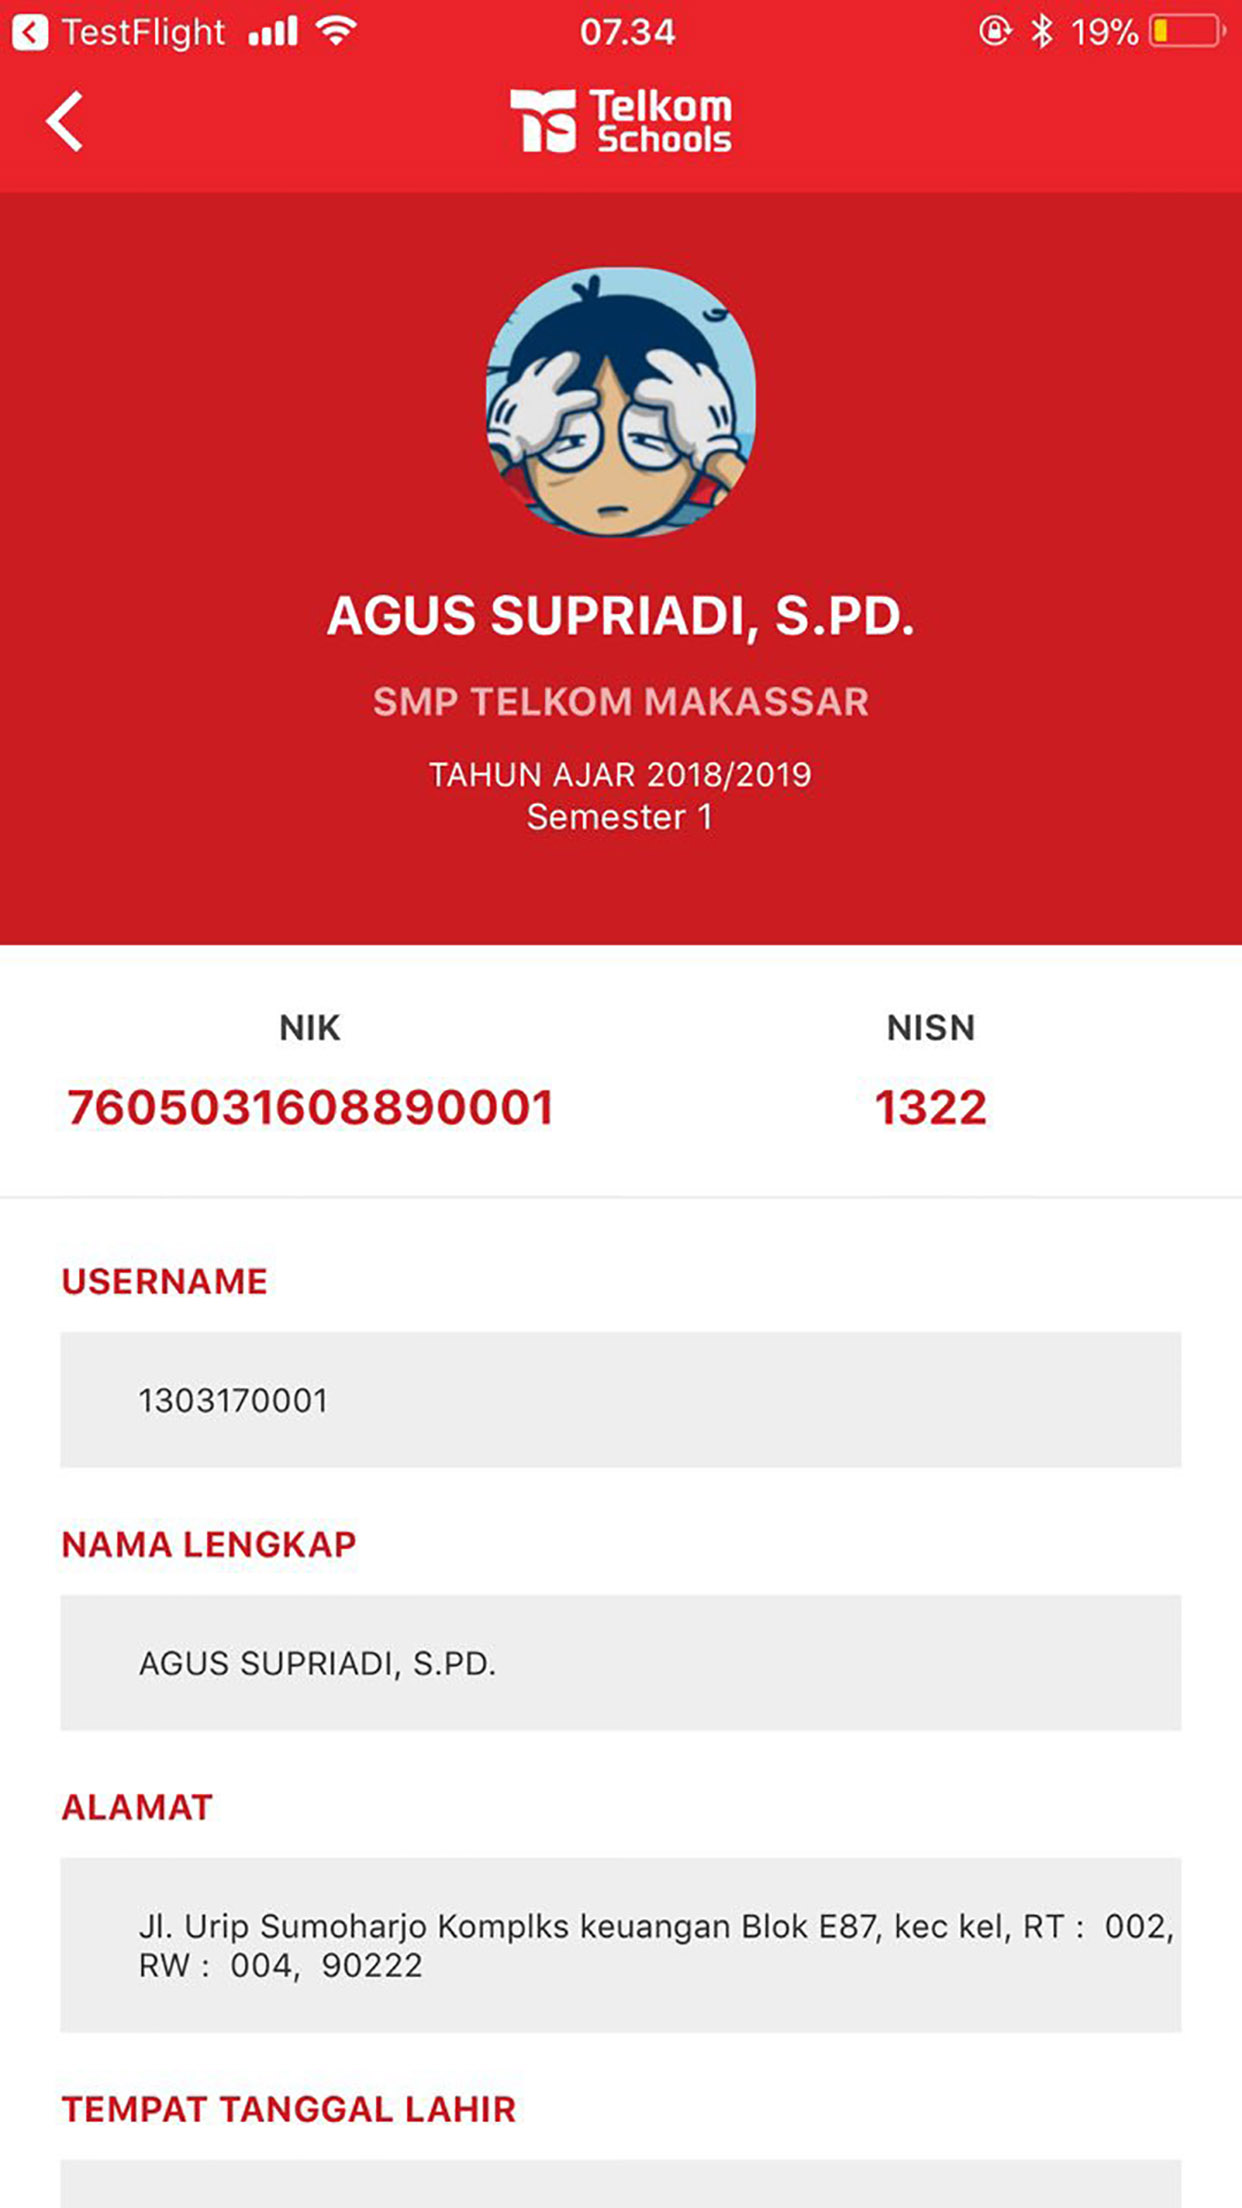 TestFlight 07.34 19%
Telkom
Schools
AGUS SUPRIADI, S.PD.
SMP TELKOM MAKASSAR
TAHUN AJAR 2018/2019
Semester 1
NIK NISN
7605031608890001 1322
USERNAME
1303170001
NAMA LENGKAP
AGUS SUPRIADI, S.PD.
ALAMAT
Jl. Urip Sumoharjo Komplks keuangan Blok E87, kec kel, RT : 002,
RW : 004, 90222
TEMPAT TANGGAL LAHIR